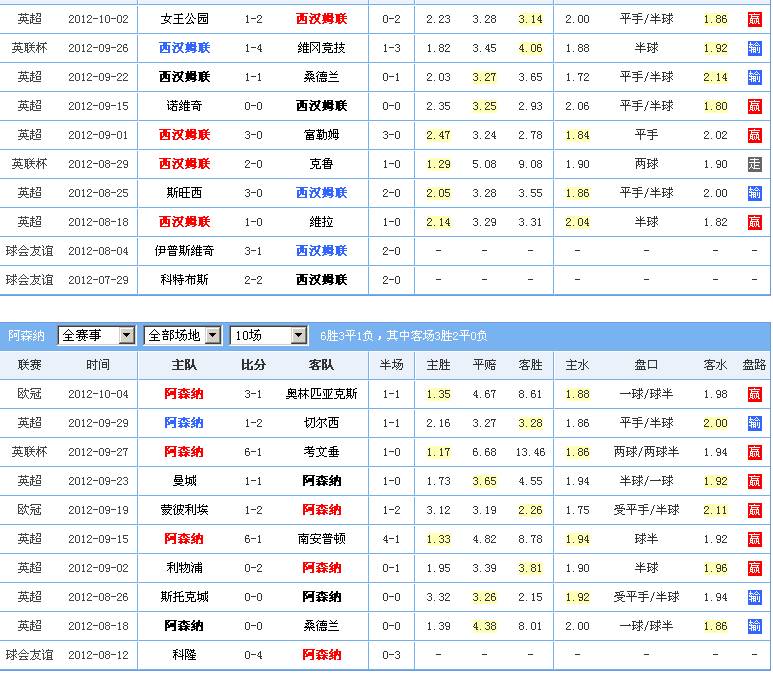 英超 2012-10-02 女王公园 1-2 西汉姆联 0-2 2.23 3.28 3.14 2.00 平手/半球 1.86 赢
英联杯 2012-09-26 西汉姆联 1-4 维冈竞技 1-3 1.82 3.45 4.06 1.88 半球 1.92 输
英超 2012-09-22 西汉姆联 1-1 桑德兰 0-1 2.03 3.27 3.65 1.72 平手/半球 2.14 输
英超 2012-09-15 诺维奇 0-0 西汉姆联 0-0 2.35 3.25 2.93 2.06 平手/半球 1.80 赢
英超 2012-09-01 西汉姆联 3-0 富勒姆 3-0 2.47 3.24 2.78 1.84 平手 2.02 赢
英联杯 2012-08-29 西汉姆联 2-0 克鲁 1-0 1.29 5.08 9.08 1.90 两球 1.90 走
英超 2012-08-25 斯旺西 3-0 西汉姆联 2-0 2.05 3.28 3.55 1.86 平手/半球 2.00 输
英超 2012-08-18 西汉姆联 1-0 维拉 1-0 2.14 3.29 3.31 2.04 半球 1.82 赢
球会友谊 2012-08-04 伊普斯维奇 3-1 西汉姆联 2-0 - - - - - -
球会友谊 2012-07-29 科特布斯 2-2 西汉姆联 2-0 - - - - - -
阿森纳 全赛事 全部场地 10场 6胜3平1负，其中客场3胜2平0负
联赛 时间 主队 比分 客队 半场 主胜 平赔 客胜 主水 盘口 客水 盘路
欧冠 2012-10-04 阿森纳 3-1 奥林匹亚克斯 1-1 1.35 4.67 8.61 1.88 一球/球半 1.98 赢
英超 2012-09-29 阿森纳 1-2 切尔西 1-1 2.16 3.27 3.28 1.86 平手/半球 2.00 输
英联杯 2012-09-27 阿森纳 6-1 考文垂 1-0 1.17 6.68 13.46 1.86 两球/两球半 1.94 赢
英超 2012-09-23 曼城 1-1 阿森纳 1-0 1.73 3.65 4.55 1.94 半球/一球 1.92 赢
欧冠 2012-09-19 蒙彼利埃 1-2 阿森纳 1-2 3.12 3.19 2.26 1.75 受平手/半球 2.11 赢
英超 2012-09-15 阿森纳 6-1 南安普顿 4-1 1.33 4.82 8.78 1.94 球半 1.92 赢
英超 2012-09-02 利物浦 0-2 阿森纳 0-1 1.95 3.39 3.81 1.90 半球 1.96 赢
英超 2012-08-26 斯托克城 0-0 阿森纳 0-0 3.32 3.26 2.15 1.92 受平手/半球 1.94 输
英超 2012-08-18 阿森纳 0-0 桑德兰 0-0 1.39 4.38 8.01 2.00 一球/球半 1.86 输
球会友谊 2012-08-12 科隆 0-4 阿森纳 0-3 - - - - - -